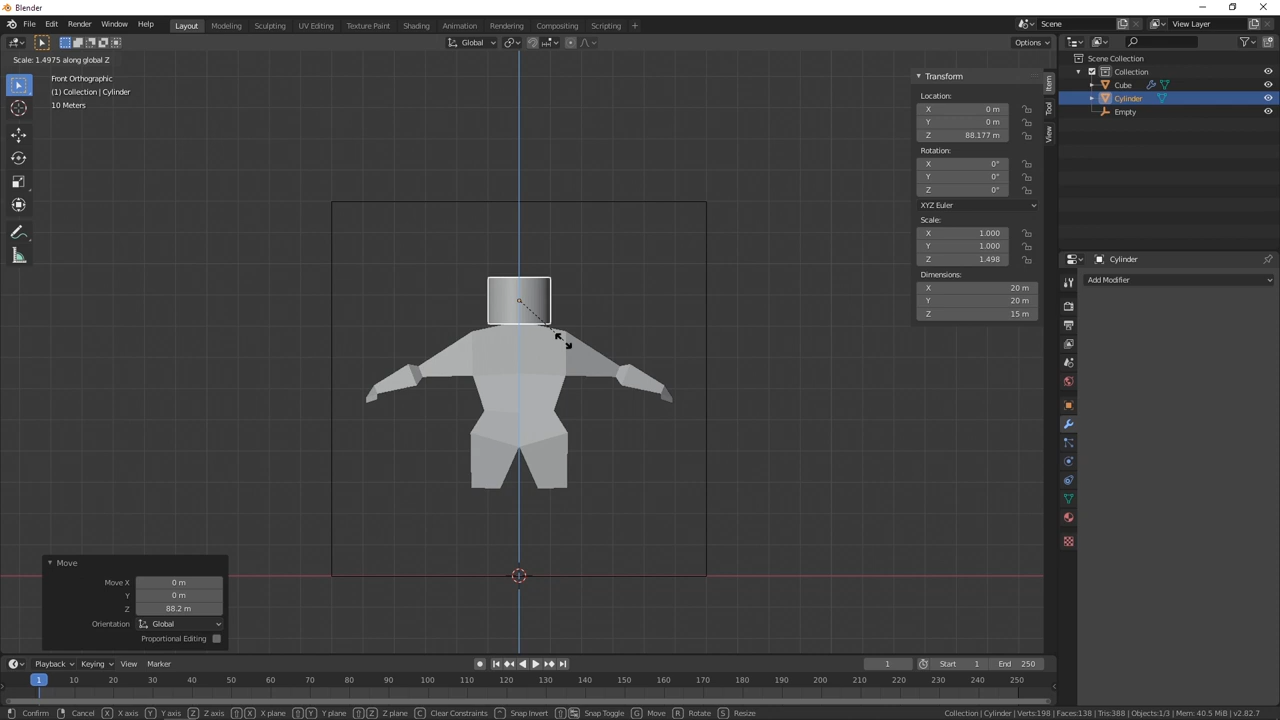 Blender
File Edit Render Window Help Layout Modeling Sculpting UV Editing Texture Paint Shading Animation Rendering Compositing Scripting + Scene View Layer
Global Options
Scale: 1.4975 along global Z
Front Orthographic
(1) Collection | Cylinder
10 Meters
Transform
Location:
X 0 m
Y 0 m
Z 88.177 m
Rotation:
X 0°
Y 0°
Z 0°
XYZ Euler
Scale:
X 1.000
Y 1.000
Z 1.498
Dimensions:
X 20 m
Y 20 m
Z 15 m
Item
Tool
View
Scene Collection
Collection
Cube
Cylinder
Empty
Cylinder
Add Modifier
Move
Move X 0 m
Y 0 m
Z 88.2 m
Orientation Global
Proportional Editing
Playback Keying View Marker 1 Start 1 End 250
1 10 20 30 40 50 60 70 80 90 100 110 120 130 140 150 160 170 180 190 200 210 220 230 240 250
Confirm Cancel X X axis Y Y axis Z Z axis X X plane Y Y plane Z Z plane C Clear Constraints Snap Invert Snap Toggle G Move R Rotate S Resize Collection | Cylinder | Verts:198 | Faces:138 | Tris:388 | Objects:1/3 | Mem: 40.5 MiB | v2.82.7